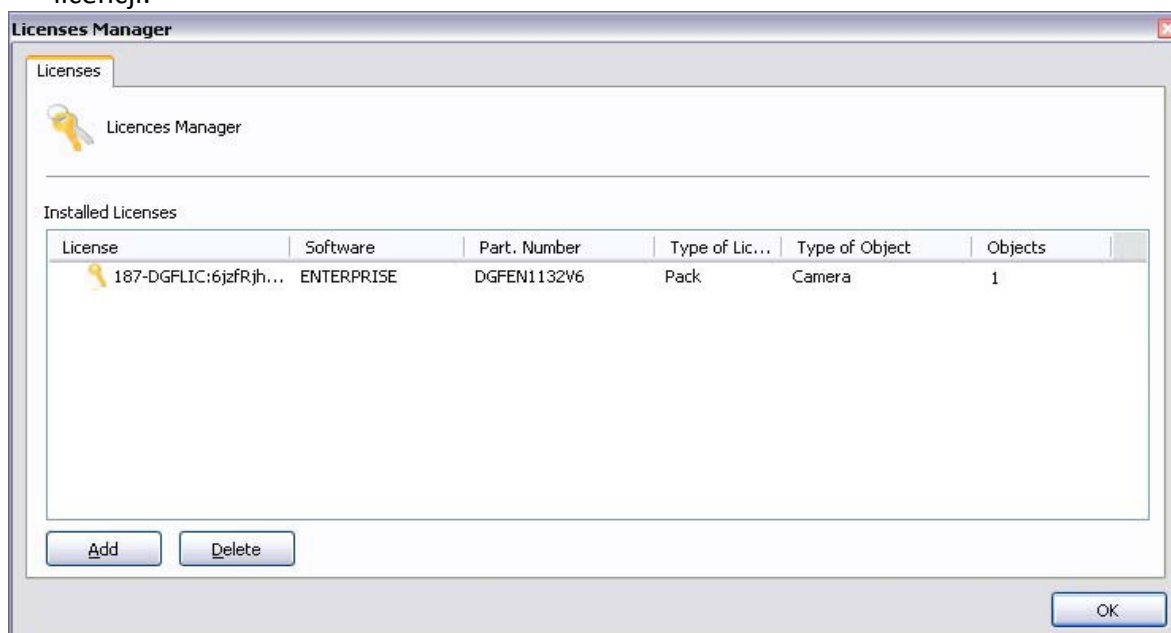 licencji.
Licenses Manager
Licenses
Licences Manager
Installed Licenses
License Software Part. Number Type of Lic... Type of Object Objects
187-DGFLIC:6jzfRjh... ENTERPRISE DGFEN1132V6 Pack Camera 1
Add Delete
OK